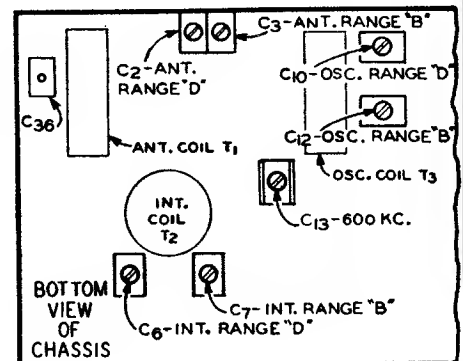 C3-ANT. RANGE "B"
C2-ANT.
RANGE "D"
C10-OSC. RANGE "D"
C36
C12-OSC. RANGE "B"
ANT. COIL T1
OSC. COIL T3
INT.
COIL
T2
C13-600 KC.
C7-INT. RANGE "B"
C6-INT. RANGE "D"
BOTTOM
VIEW
OF
CHASSIS